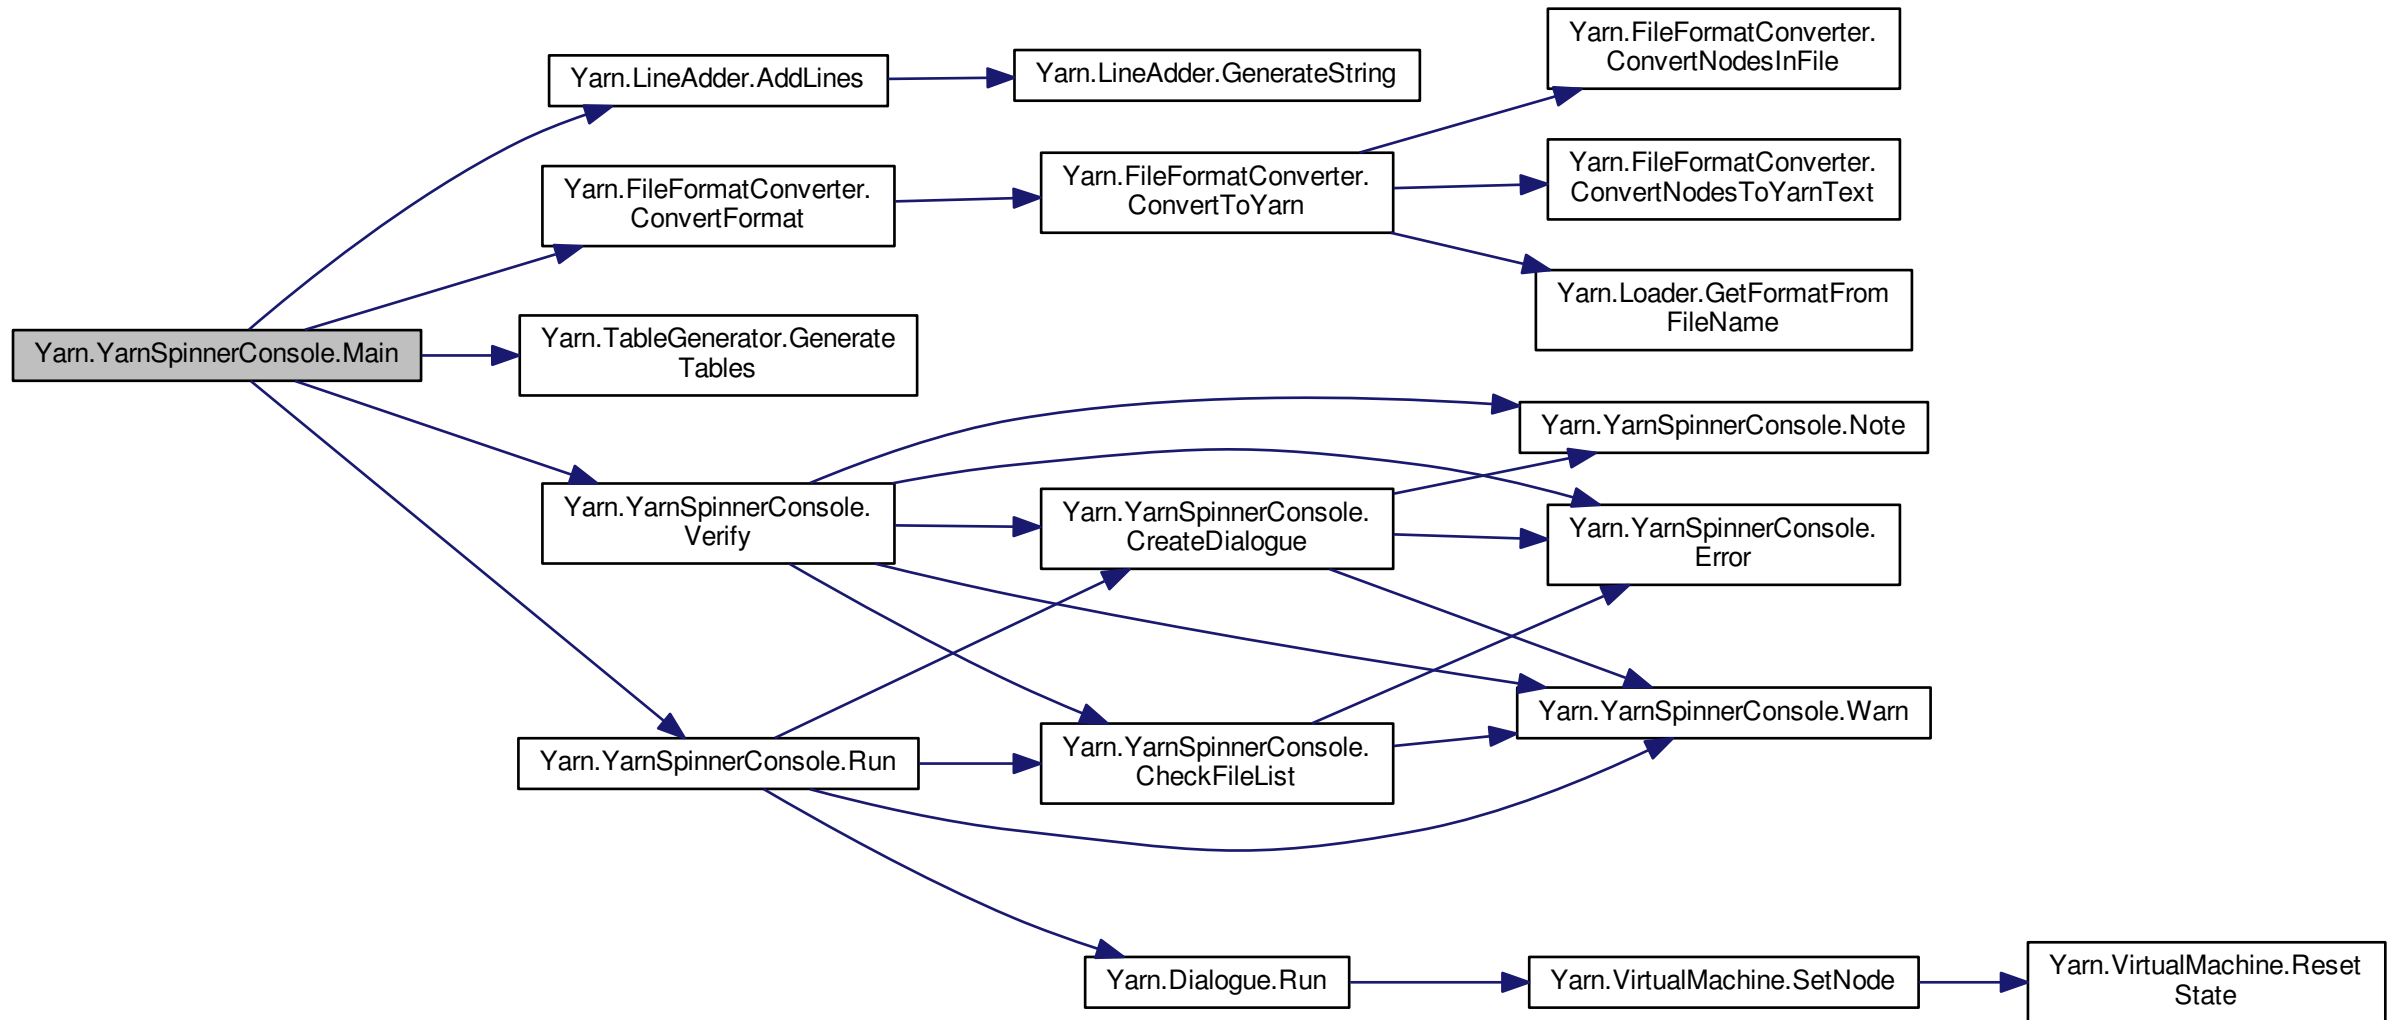 Yarn.YarnSpinnerConsole.Main
Yarn.LineAdder.AddLines
Yarn.LineAdder.GenerateString
Yarn.FileFormatConverter.
ConvertFormat
Yarn.FileFormatConverter.
ConvertToYarn
Yarn.FileFormatConverter.
ConvertNodesInFile
Yarn.FileFormatConverter.
ConvertNodesToYarnText
Yarn.Loader.GetFormatFrom
FileName
Yarn.TableGenerator.Generate
Tables
Yarn.YarnSpinnerConsole.
Verify
Yarn.YarnSpinnerConsole.Note
Yarn.YarnSpinnerConsole.
CreateDialogue
Yarn.YarnSpinnerConsole.
Error
Yarn.YarnSpinnerConsole.Warn
Yarn.YarnSpinnerConsole.
CheckFileList
Yarn.YarnSpinnerConsole.Run
Yarn.Dialogue.Run
Yarn.VirtualMachine.SetNode
Yarn.VirtualMachine.Reset
State